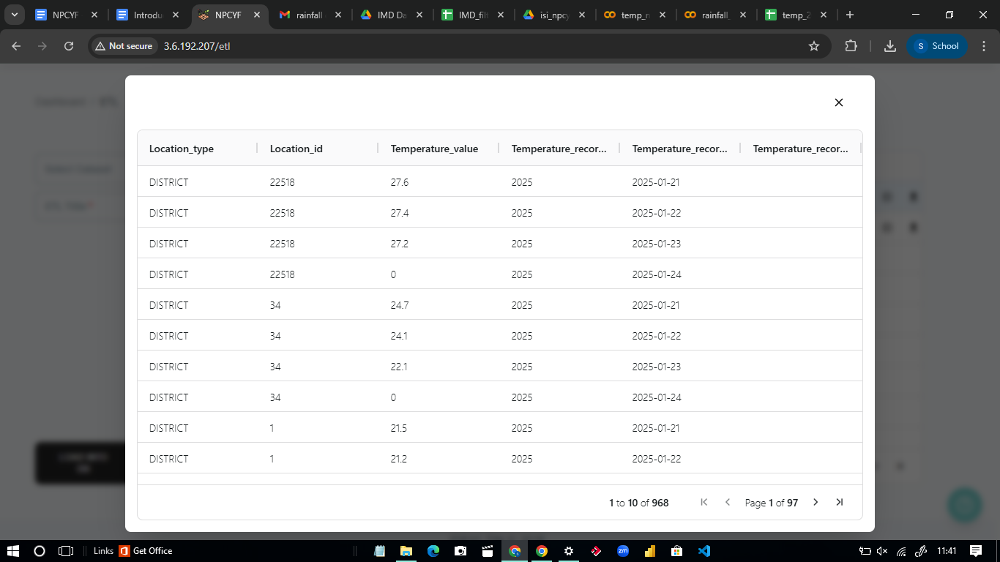 NPCYF
Introdu
NPCYF
rainfall
IMD Da
IMD_filt
isi_npcy
temp_n
rainfall_
temp_2
Not secure 3.6.192.207/etl
School
Location_type Location_id Temperature_value Temperature_recor... Temperature_recor... Temperature_recor...
DISTRICT 22518 27.6 2025 2025-01-21
DISTRICT 22518 27.4 2025 2025-01-22
DISTRICT 22518 27.2 2025 2025-01-23
DISTRICT 22518 0 2025 2025-01-24
DISTRICT 34 24.7 2025 2025-01-21
DISTRICT 34 24.1 2025 2025-01-22
DISTRICT 34 22.1 2025 2025-01-23
DISTRICT 34 0 2025 2025-01-24
DISTRICT 1 21.5 2025 2025-01-21
DISTRICT 1 21.2 2025 2025-01-22
1 to 10 of 968 Page 1 of 97
Links Get Office 11:41